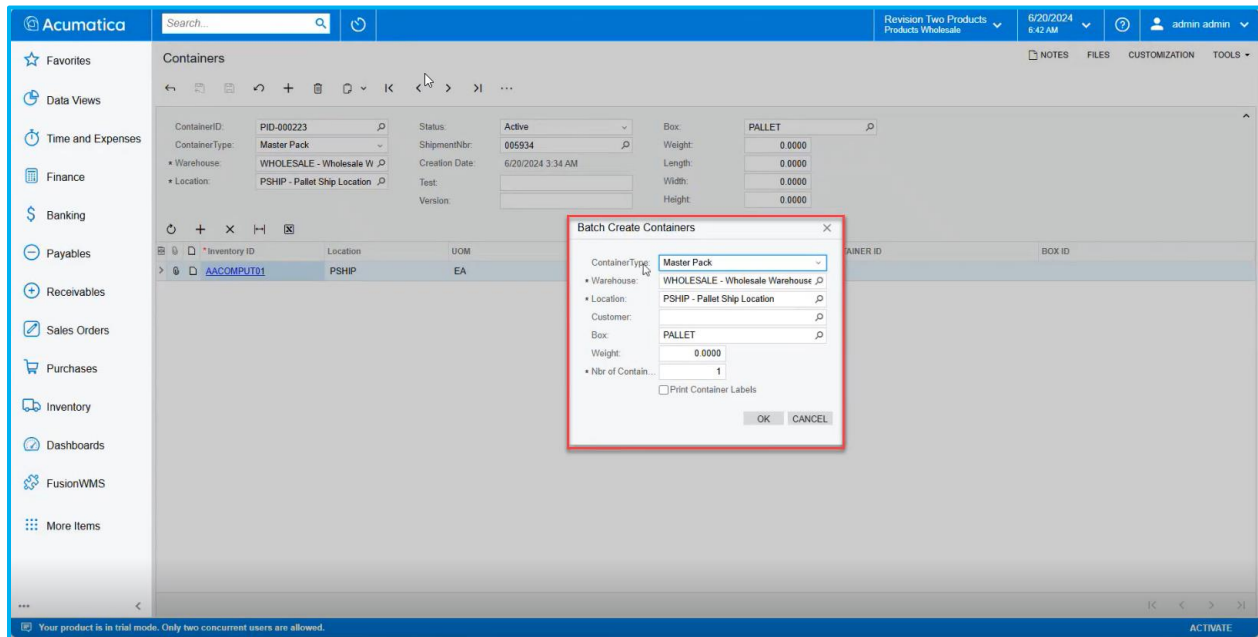 Acumatica
Search...
Revision Two Products
Products Wholesale
6/20/2024
6:42 AM
admin admin
Favorites
Data Views
Time and Expenses
Finance
Banking
Payables
Receivables
Sales Orders
Purchases
Inventory
Dashboards
FusionWMS
More Items
Containers
NOTES FILES CUSTOMIZATION TOOLS
ContainerID: PID-000223 Status: Active Box: PALLET
ContainerType: Master Pack ShipmentNbr: 005934 Weight: 0.0000
* Warehouse: WHOLESALE - Wholesale W Creation Date: 6/20/2024 3:34 AM Length: 0.0000
* Location: PSHIP - Pallet Ship Location Test: Width: 0.0000
Version: Height: 0.0000
* Inventory ID Location UOM TAINER ID BOX ID
AACOMPUT01 PSHIP EA
Batch Create Containers
ContainerType: Master Pack
* Warehouse: WHOLESALE - Wholesale Warehouse
* Location: PSHIP - Pallet Ship Location
Customer:
Box: PALLET
Weight: 0.0000
* Nbr of Contain... 1
Print Container Labels
OK CANCEL
Your product is in trial mode. Only two concurrent users are allowed. ACTIVATE